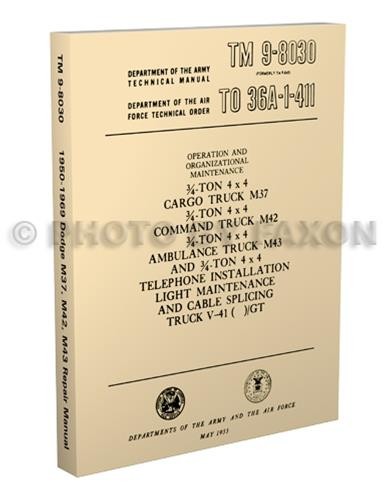 TM 9-8030
(FORMERLY TM 9-840)
DEPARTMENT OF THE ARMY
TECHNICAL MANUAL
DEPARTMENT OF THE AIR
FORCE TECHNICAL ORDER
TO 36A-1-411
OPERATION AND
ORGANIZATIONAL
MAINTENANCE
¾-TON 4 x 4
CARGO TRUCK M37
¾-TON 4 x 4
COMMAND TRUCK M42
¾-TON 4 x 4
AMBULANCE TRUCK M43
AND ¾-TON 4 x 4
TELEPHONE INSTALLATION
LIGHT MAINTENANCE
AND CABLE SPLICING
TRUCK V-41 ( )/GT
DEPARTMENTS OF THE ARMY AND THE AIR FORCE
MAY 1955
TM 9-8030 1950-1969 Dodge M37, M42, M43 Repair Manual
© PHOTO FAXON